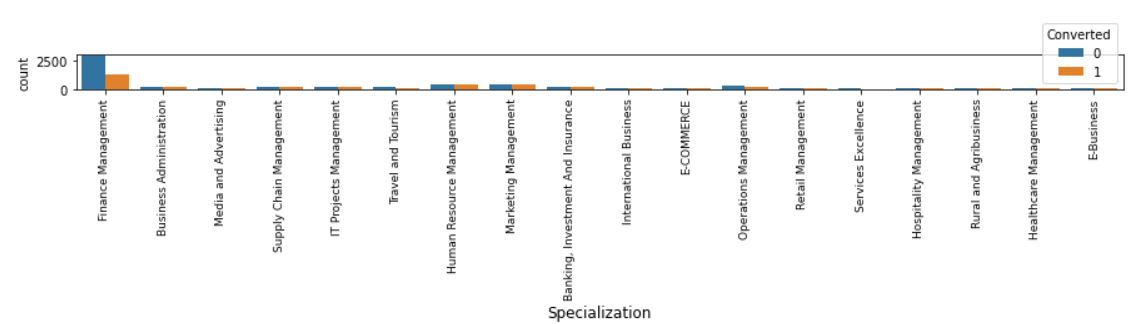 Converted
0
1
count
2500
0
Finance Management
Business Administration
Media and Advertising
Supply Chain Management
IT Projects Management
Travel and Tourism
Human Resource Management
Marketing Management
Banking, Investment And Insurance
International Business
E-COMMERCE
Operations Management
Retail Management
Services Excellence
Hospitality Management
Rural and Agribusiness
Healthcare Management
E-Business
Specialization